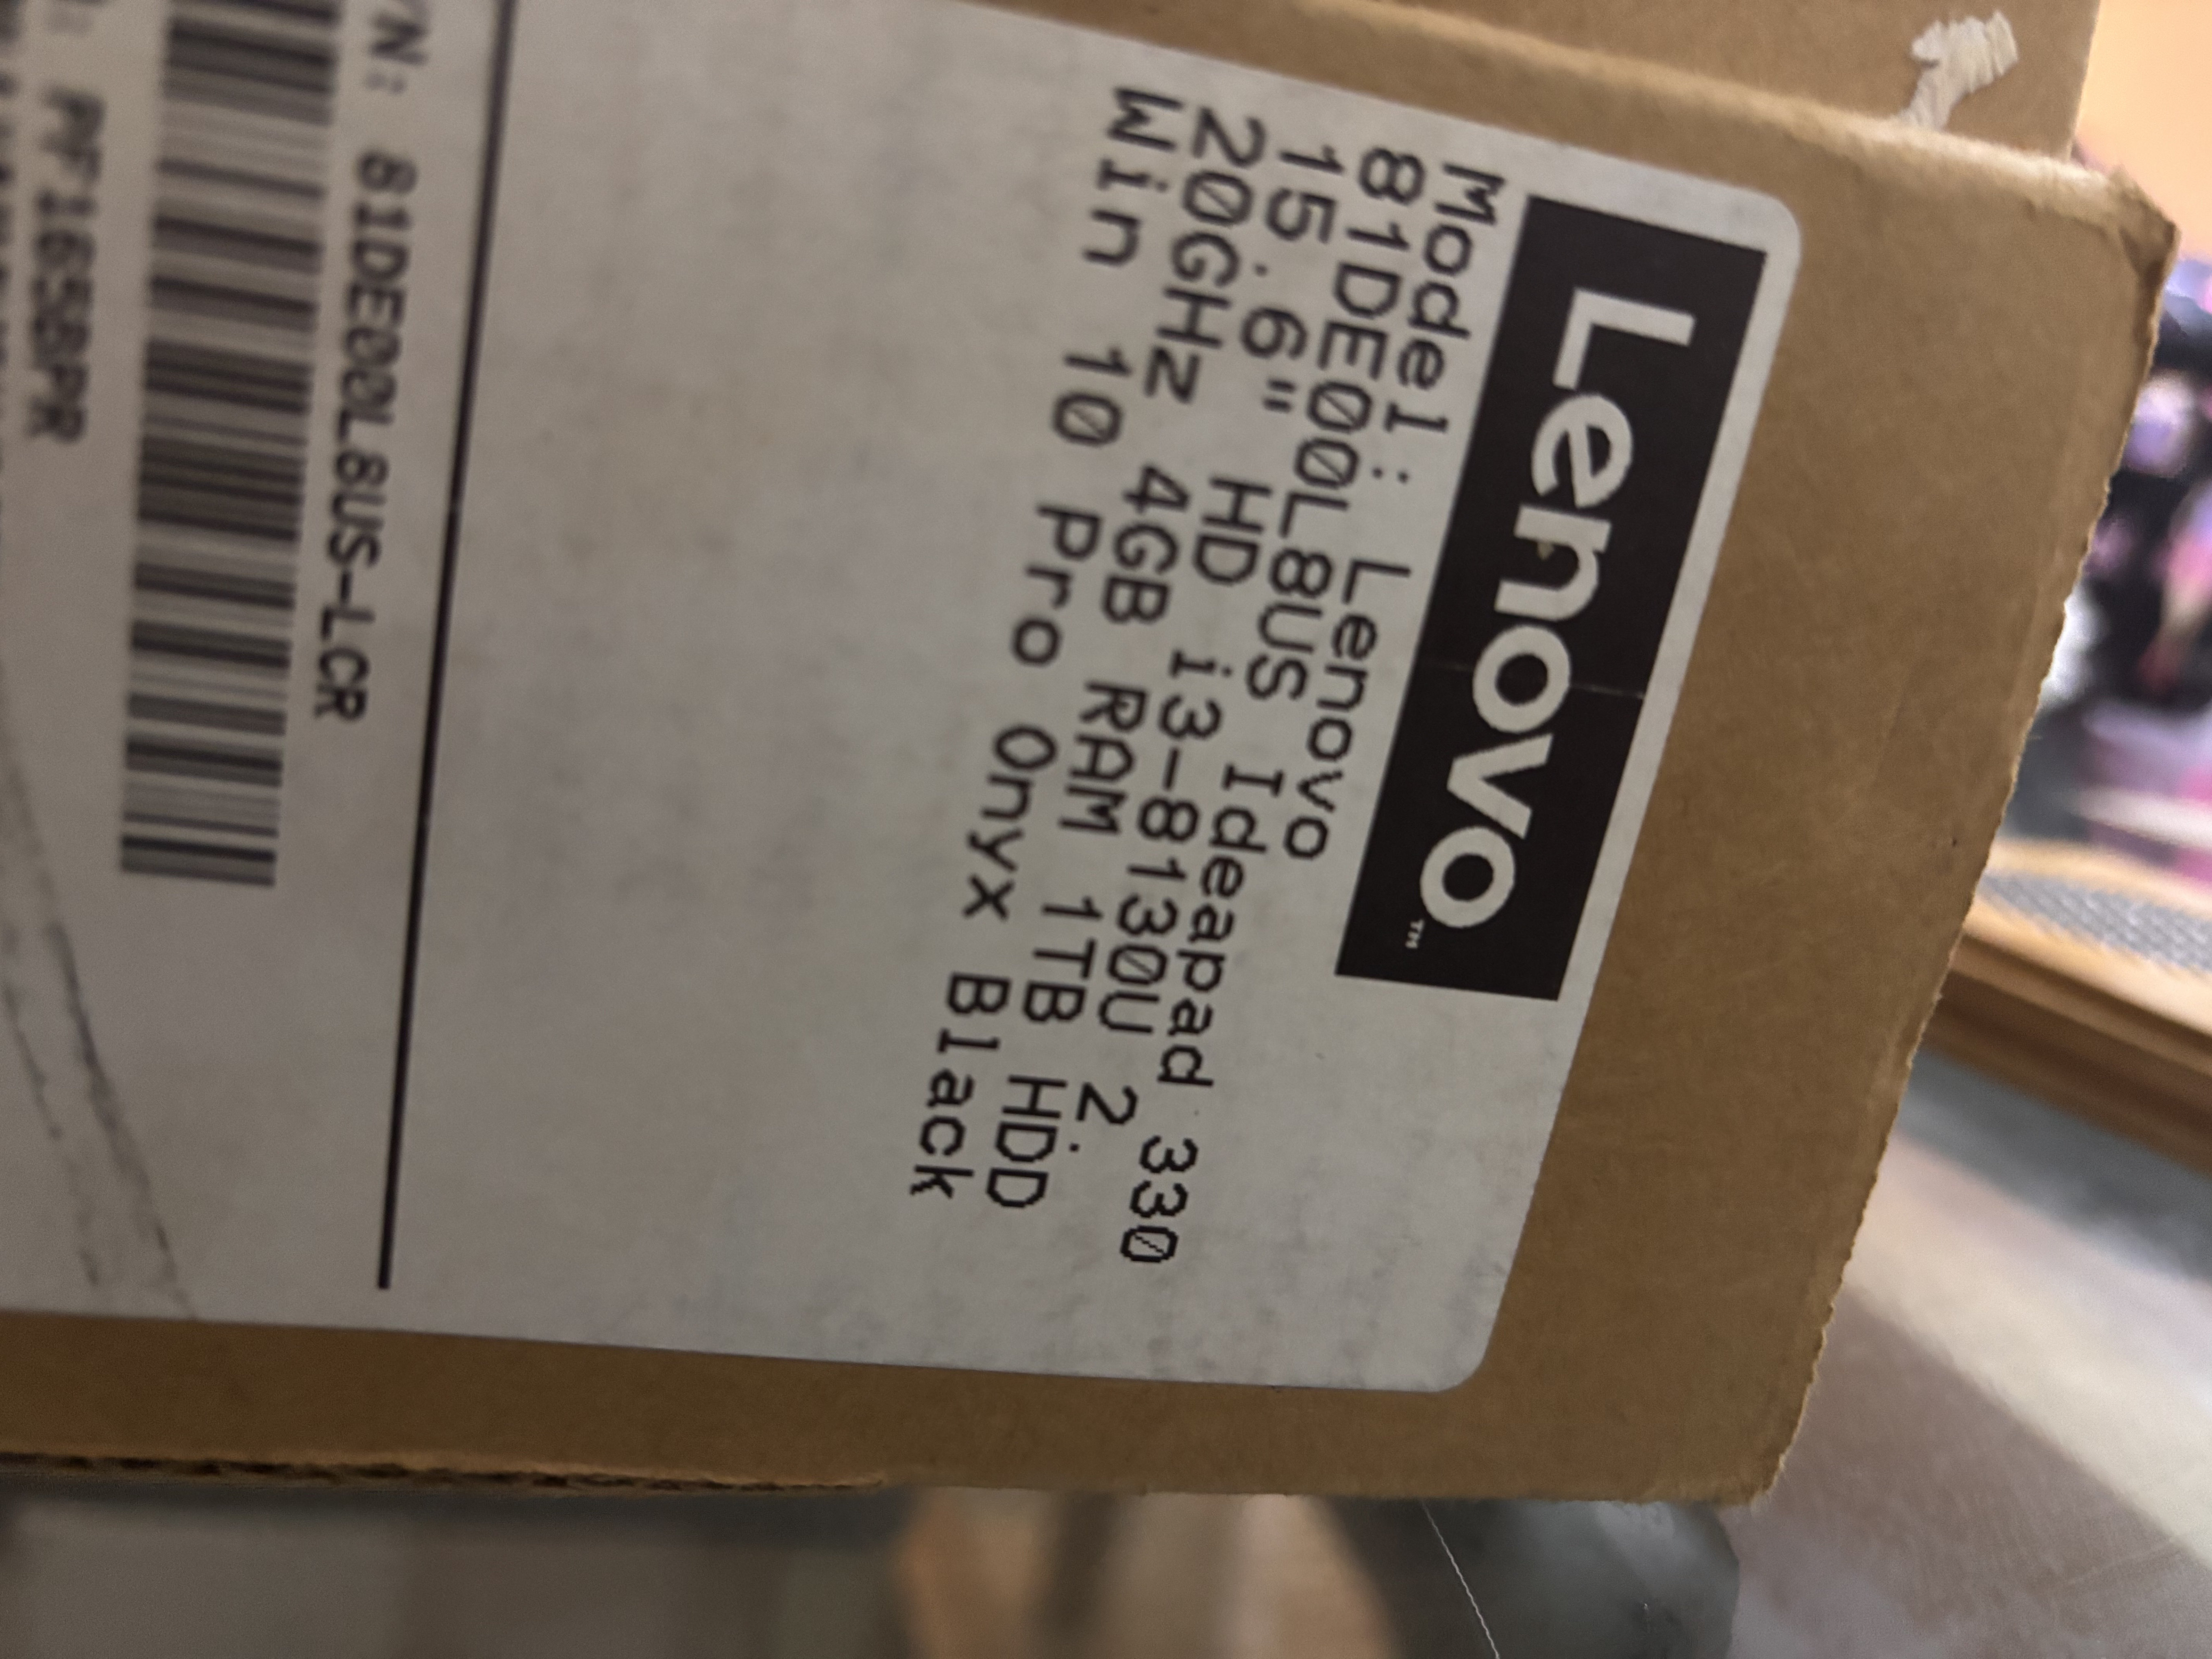 Lenovo™
Model: Lenovo
81DE00L8US Ideapad 330
15.6" HD i3-8130U 2.
20GHz 4GB RAM 1TB HDD
Win 10 Pro Onyx Black
/N: 81DE00L8US-LCR